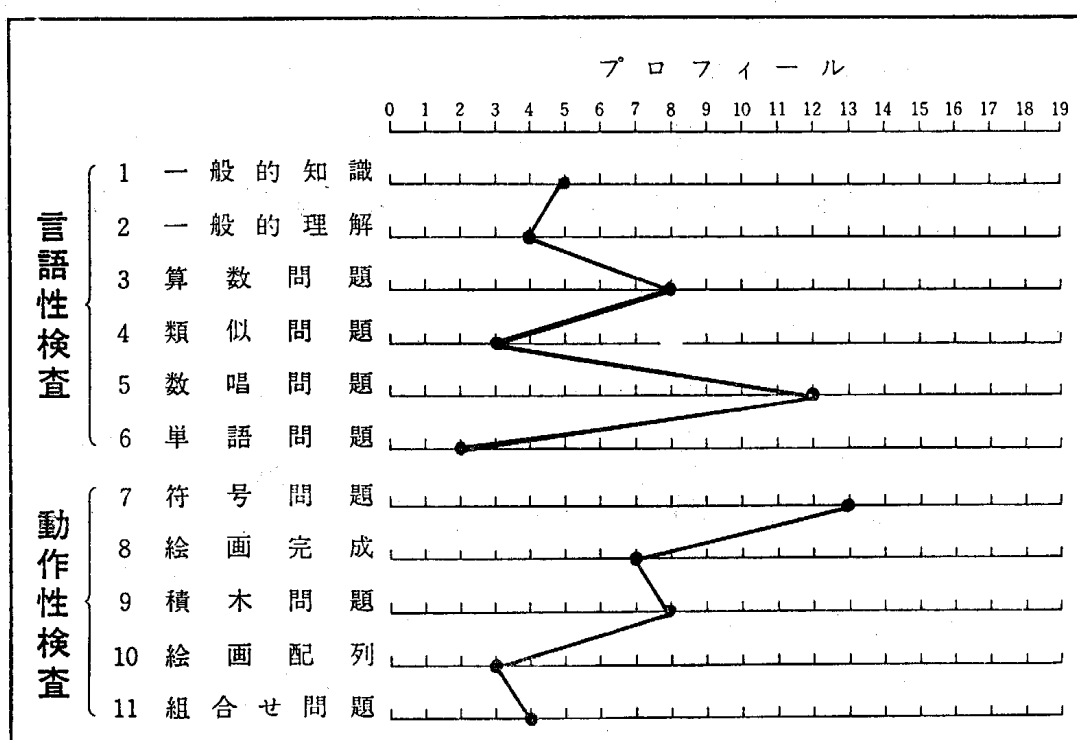 プロフィール
0 1 2 3 4 5 6 7 8 9 10 11 12 13 14 15 16 17 18 19
言語性検査
1 一般的知識
2 一般的理解
3 算数問題
4 類似問題
5 数唱問題
6 単語問題
動作性検査
7 符号問題
8 絵画完成
9 積木問題
10 絵画配列
11 組合せ問題